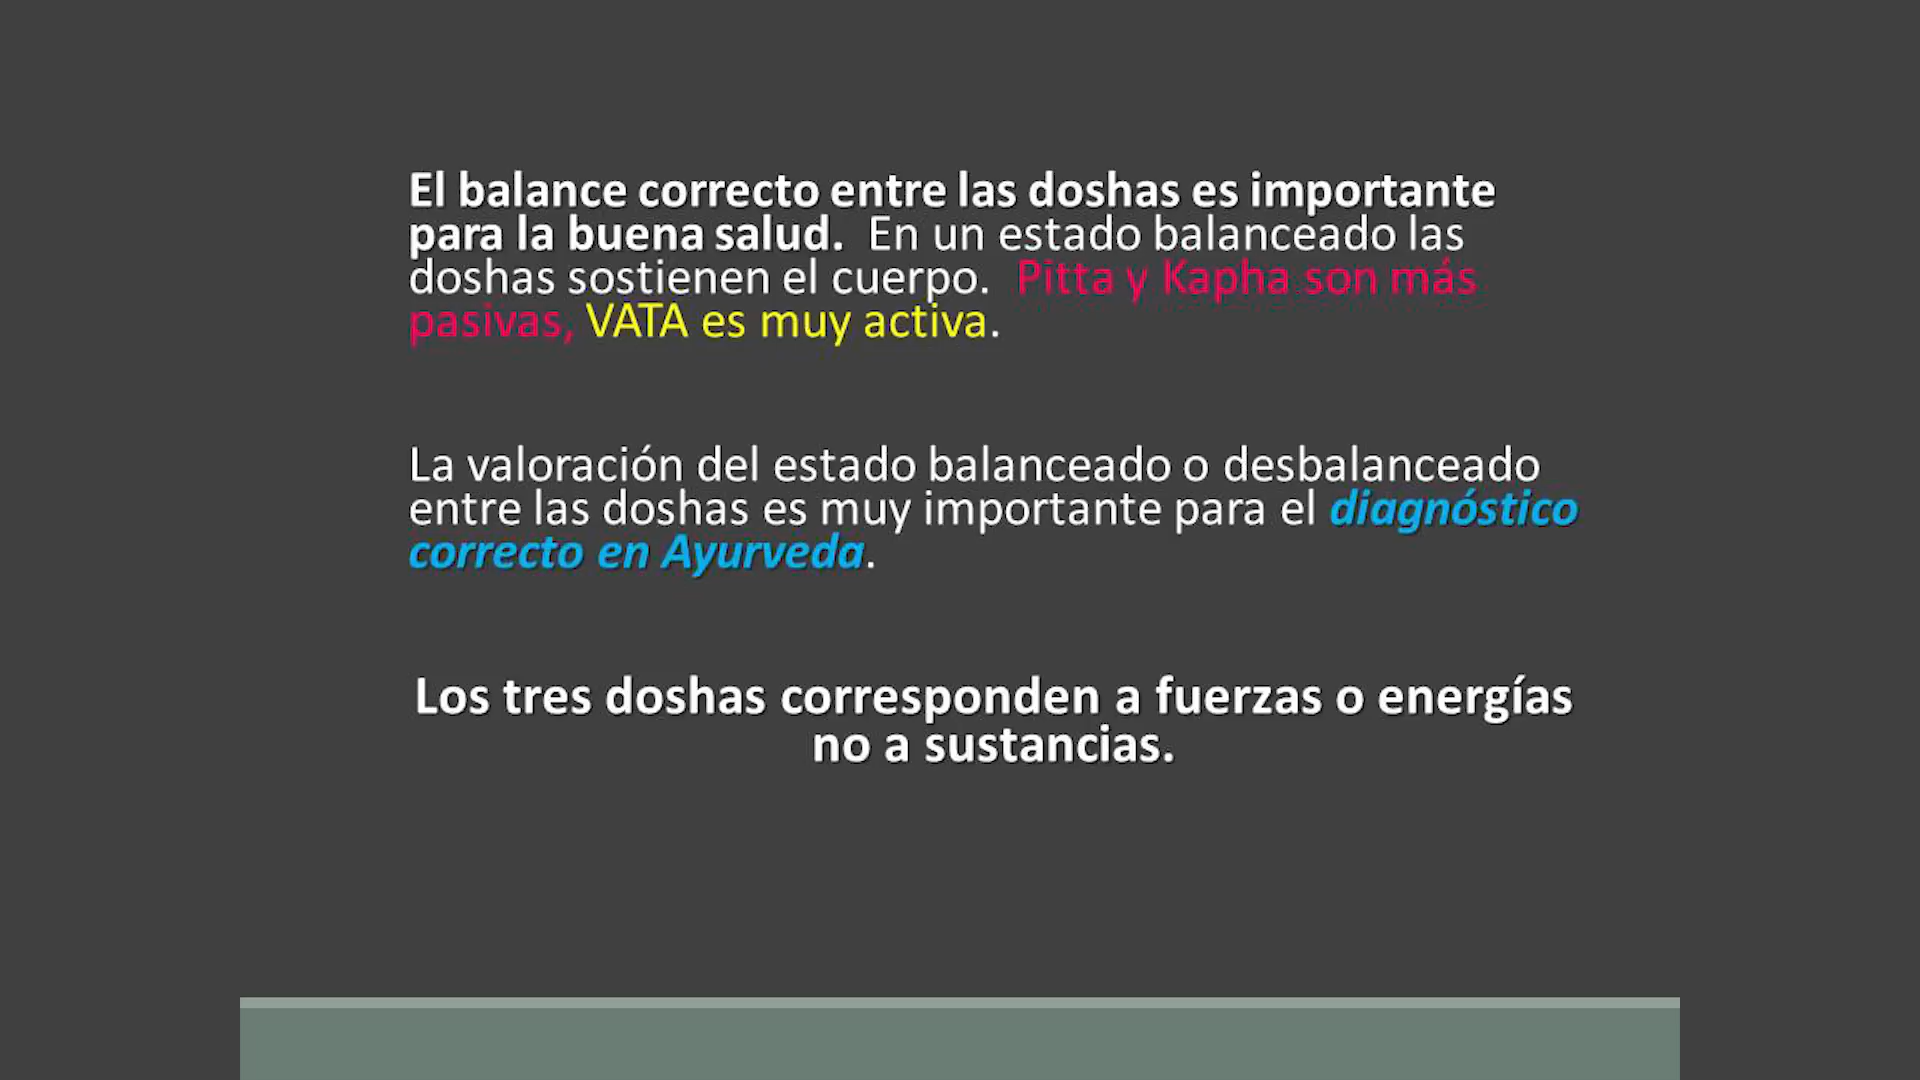 El balance correcto entre las doshas es importante
para la buena salud. En un estado balanceado las
doshas sostienen el cuerpo. Pitta y Kapha son más
pasivas, VATA es muy activa.
La valoración del estado balanceado o desbalanceado
entre las doshas es muy importante para el diagnóstico
correcto en Ayurveda.
Los tres doshas corresponden a fuerzas o energías
no a sustancias.